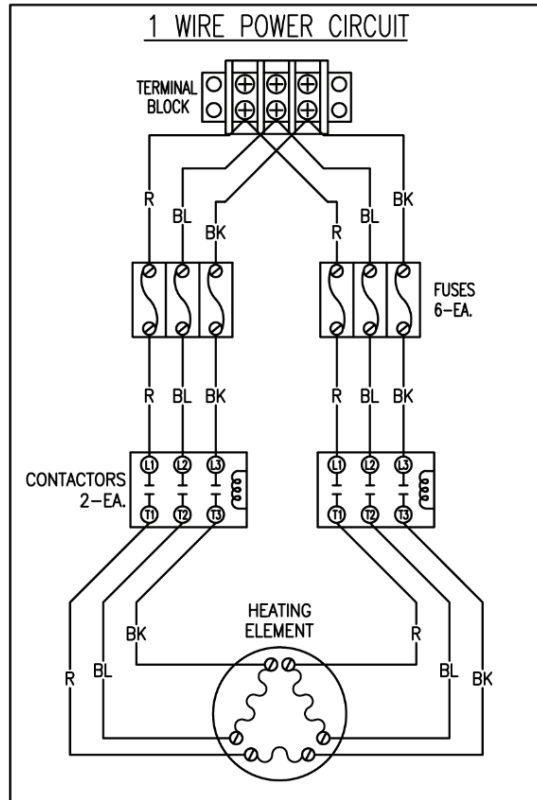 1 WIRE POWER CIRCUIT
TERMINAL
BLOCK
R
BL
BK
R
BL
BK
FUSES
6-EA.
R
BL
BK
R
BL
BK
CONTACTORS
2-EA.
L1
L2
L3
L1
L2
L3
T1
T2
T3
T1
T2
T3
HEATING
ELEMENT
R
BL
BK
R
BL
BK